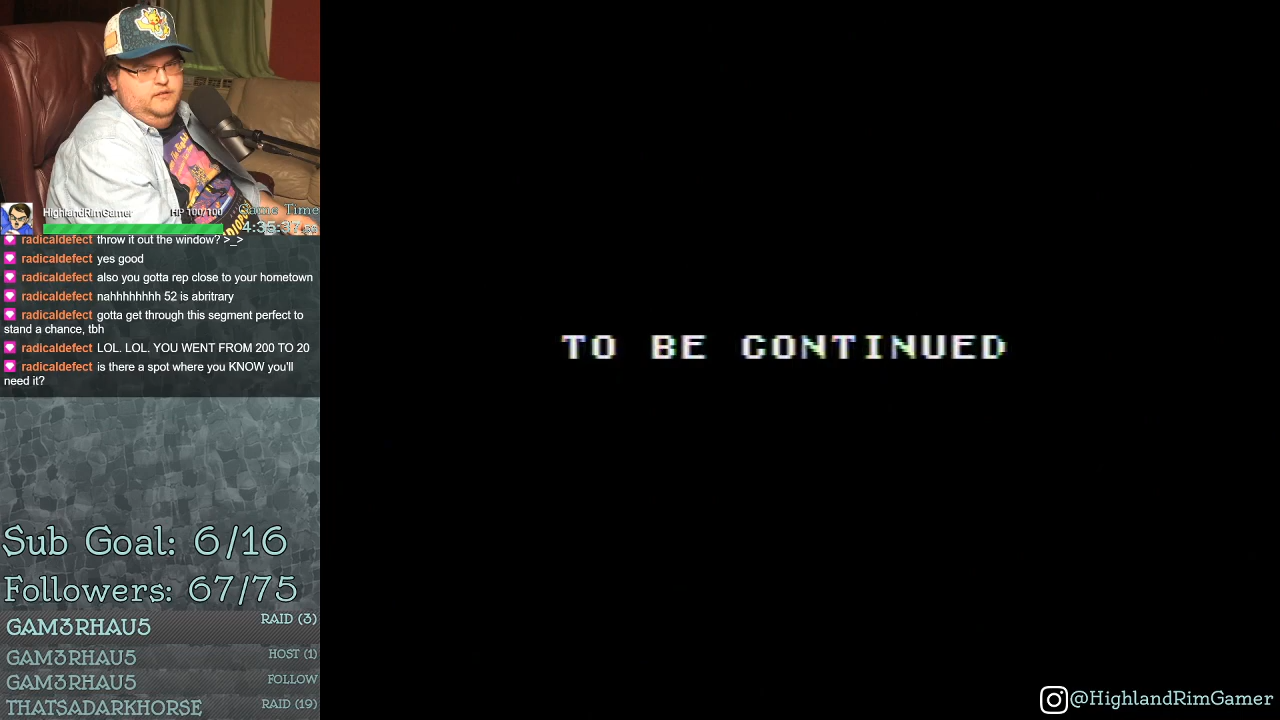 HighlandRimGamer HP 100/100 Game Time
radicaldefect throw it out the window? >_>
radicaldefect yes good
radicaldefect also you gotta rep close to your hometown
radicaldefect nahhhhhhhh 52 is abritrary
radicaldefect gotta get through this segment perfect to
stand a chance, tbh
radicaldefect LOL. LOL. YOU WENT FROM 200 TO 20
radicaldefect is there a spot where you KNOW you'll
need it?
TO BE CONTINUED
Sub Goal: 6/16
Followers: 67/75
GAM3RHAU5 RAID (3)
GAM3RHAU5 HOST (1)
GAM3RHAU5 FOLLOW
THATSADARKHORSE RAID (19)
@HighlandRimGamer